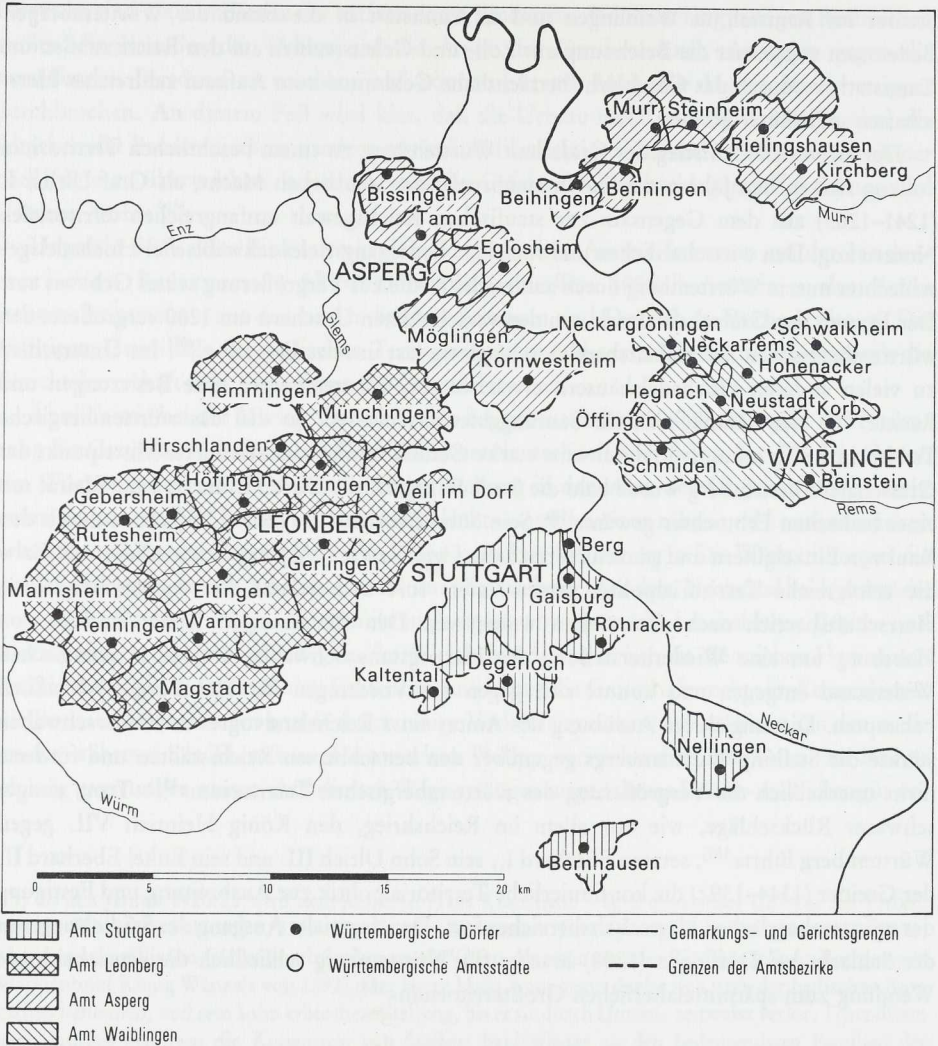 Murr
Steinheim
Rielingshausen
Kirchberg
Beihingen
Benningen
Murr
Bissingen
Tamm
Enz
Eglosheim
ASPERG
Glems
Möglingen
Kornwestheim
Neckargröningen
Neckarrems
Schwaikheim
Hohenacker
Hemmingen
Münchingen
Hegnach
Neustadt
Korb
Öffingen
Hirschlanden
Schmiden
WAIBLINGEN
Beinstein
Rems
Höfingen
Ditzingen
Weil im Dorf
Gebersheim
Rutesheim
LEONBERG
Gerlingen
Berg
STUTTGART
Gasburg
Eltingen
Malmsheim
Renningen
Warmbronn
Rohracker
Degerloch
Kaltental
Magstadt
Neckar
Nellingen
Würm
Bernhausen
0 5 10 15 20 km
Amt Stuttgart
Amt Leonberg
Amt Asperg
Amt Waiblingen
Württembergische Dörfer
Württembergische Amtsstädte
Gemarkungs- und Gerichtsgrenzen
Grenzen der Amtsbezirke